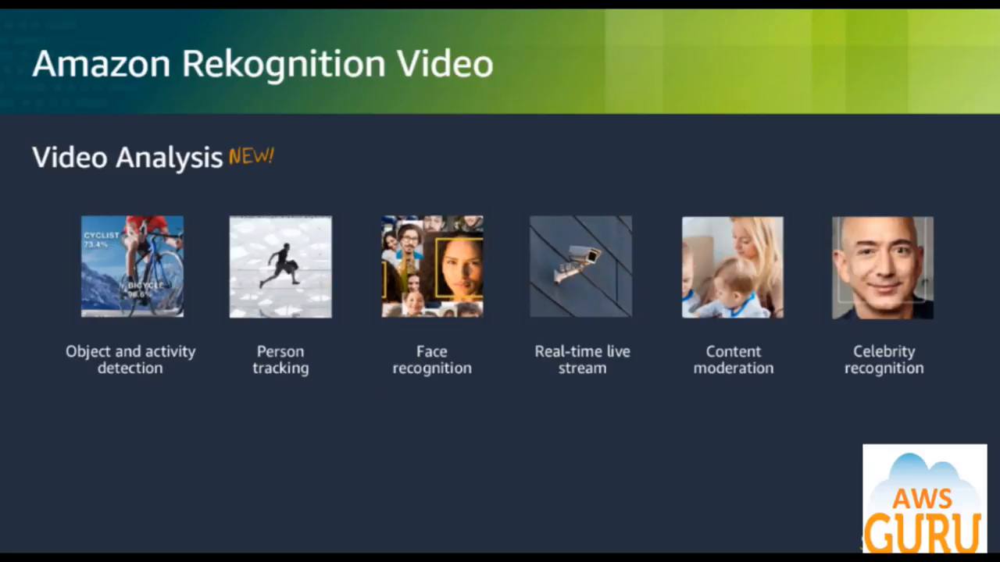 Amazon Rekognition Video
Video Analysis NEW!
CYCLIST
73.4%
BICYCLE
Object and activity
detection
Person
tracking
Face
recognition
Real-time live
stream
Content
moderation
Celebrity
recognition
AWS
GURU